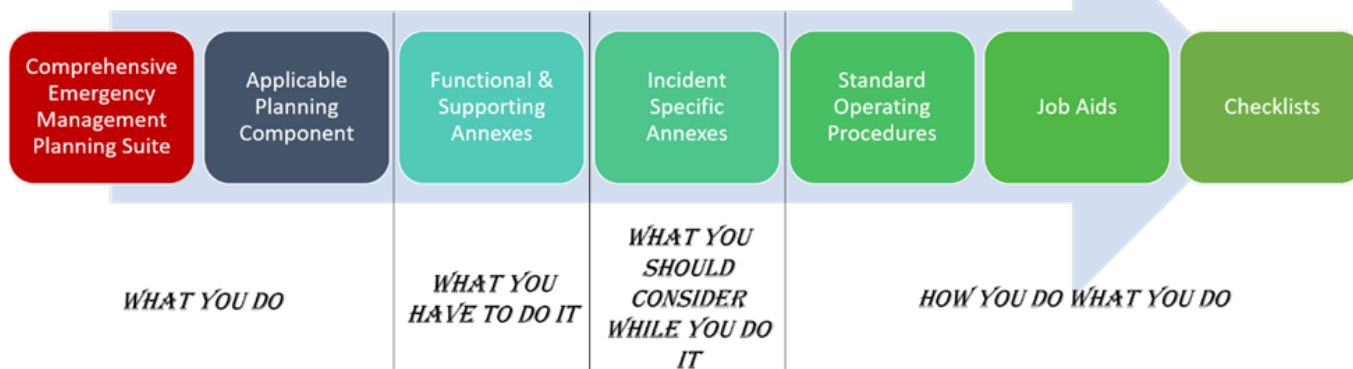 Comprehensive
Emergency
Management
Planning Suite
Applicable
Planning
Component
Functional &
Supporting
Annexes
Incident
Specific
Annexes
Standard
Operating
Procedures
Job Aids
Checklists
WHAT YOU DO
WHAT YOU
HAVE TO DO IT
WHAT YOU
SHOULD
CONSIDER
WHILE YOU DO
IT
HOW YOU DO WHAT YOU DO